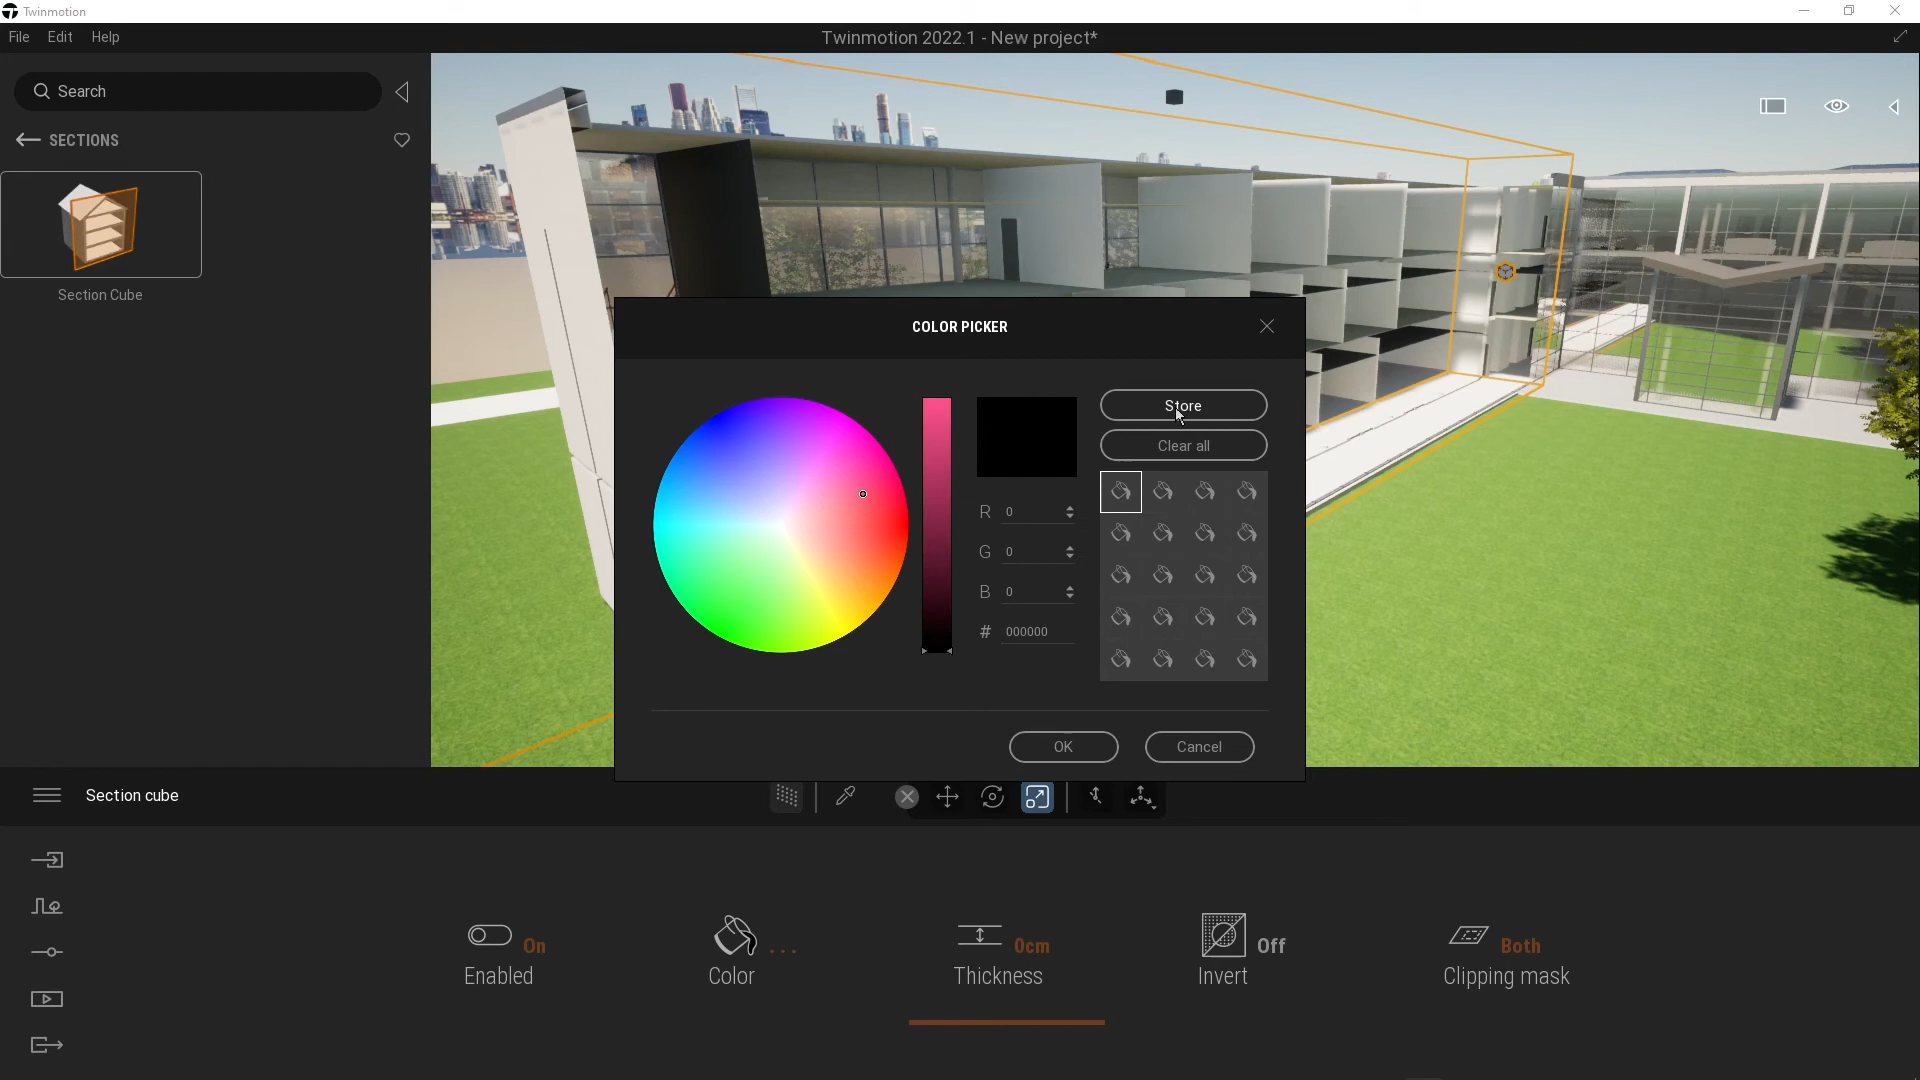 Twinmotion
File Edit Help
Twinmotion 2022.1 - New project*
Search
SECTIONS
Section Cube
COLOR PICKER
Store
Clear all
R 0
G 0
B 0
# 000000
OK Cancel
Section cube
On
Enabled
...
Color
0cm
Thickness
Off
Invert
Both
Clipping mask